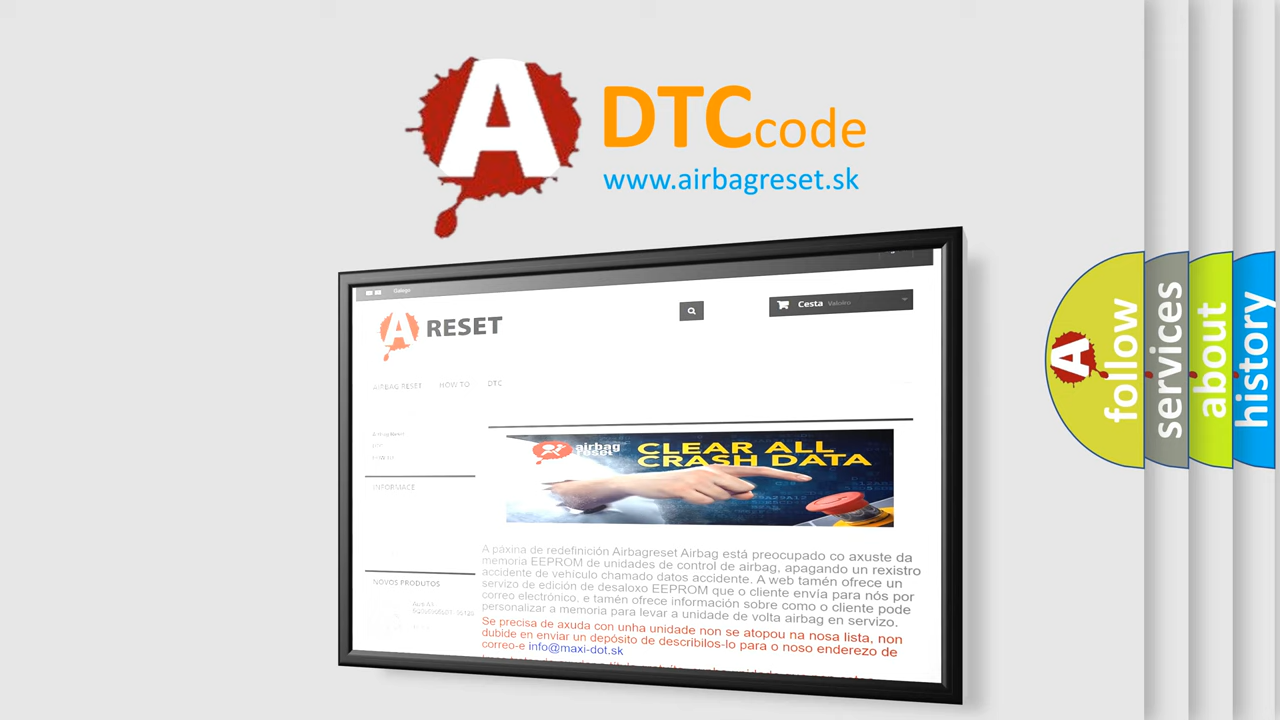 A
DTC code
www.airbagreset.sk
Galego
A RESET
Cesta
AIRBAG RESET HOW TO DTC
INFORMACE
airbag
reset
CLEAR ALL
CRASH DATA
A páxina de redefinición Airbagreset Airbag está preocupado co axuste da
memoria EEPROM de unidades de control de airbag, apagando un rexistro
accidente de vehículo chamado datos accidente. A web tamén ofrece un
servizo de edición de desaloxo EEPROM que o cliente envía para nós por
correo electrónico, e tamén ofrece información sobre como o cliente pode
personalizar a memoria para levar a unidade de volta airbag en servizo.
Se precisa de axuda con unha unidade non se atopou na nosa lista, non
dubide en enviar un depósito de describilos-lo para o noso enderezo de
correo-e info@maxi-dot.sk
NOVOS PRODUTOS
A
follow
services
about
history